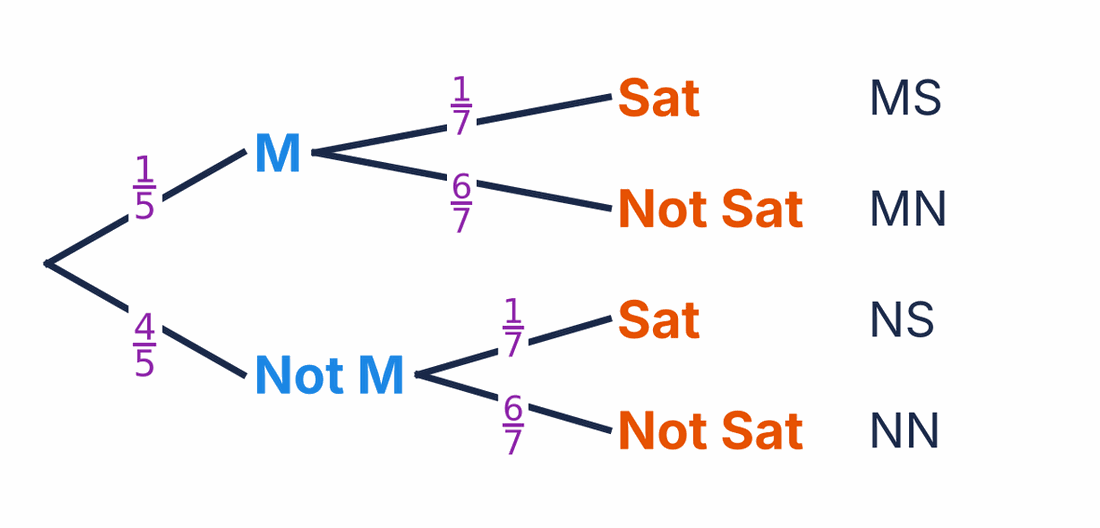 1/7 Sat MS
1/5 M
6/7 Not Sat MN
1/7 Sat NS
4/5 Not M
6/7 Not Sat NN